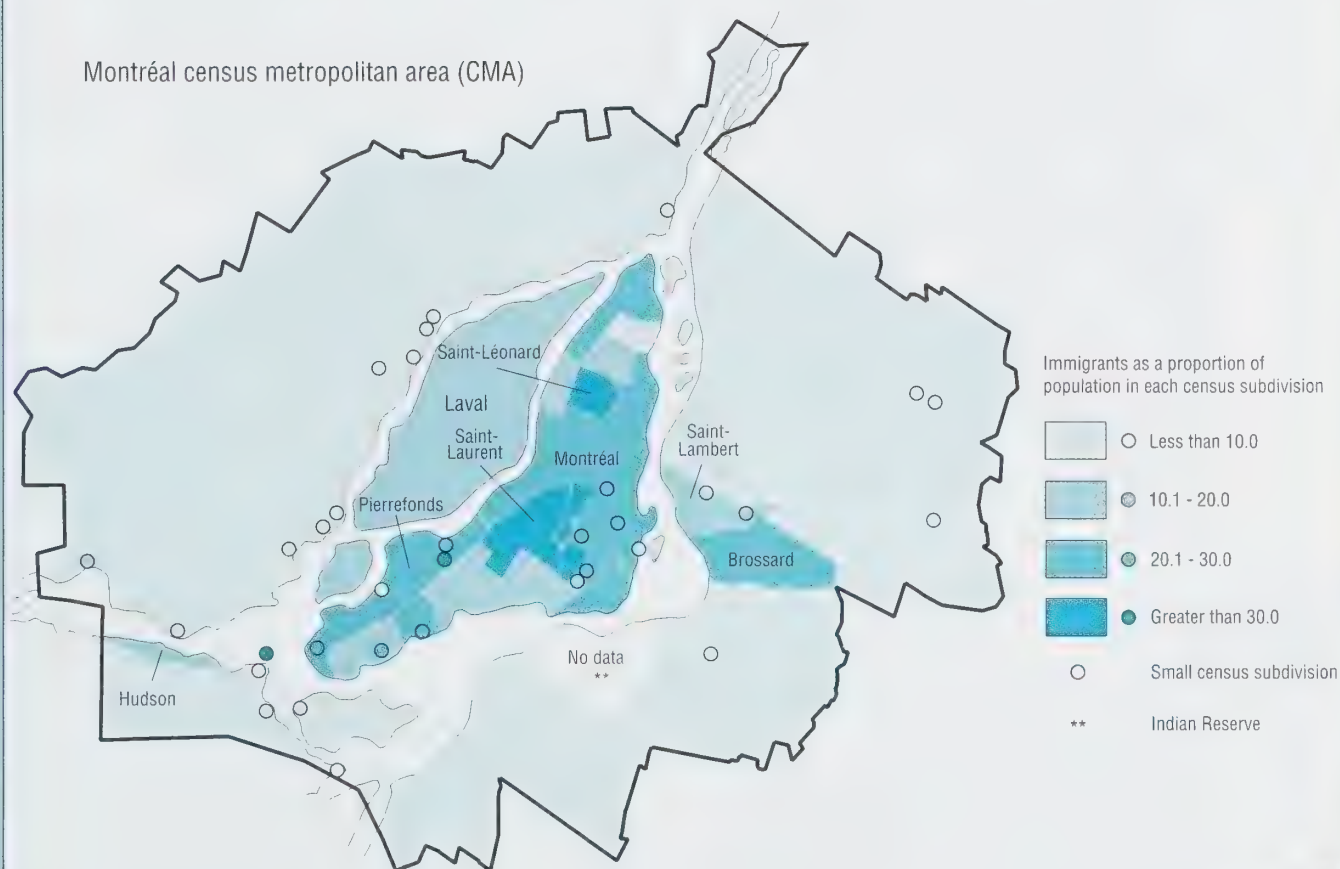 Montréal census metropolitan area (CMA)
Saint-Léonard
Laval
Saint-
Laurent
Montréal
Saint-
Lambert
Pierrefonds
Brossard
No data
**
Hudson
Immigrants as a proportion of
population in each census subdivision
Less than 10.0
10.1 - 20.0
20.1 - 30.0
Greater than 30.0
Small census subdivision
** Indian Reserve